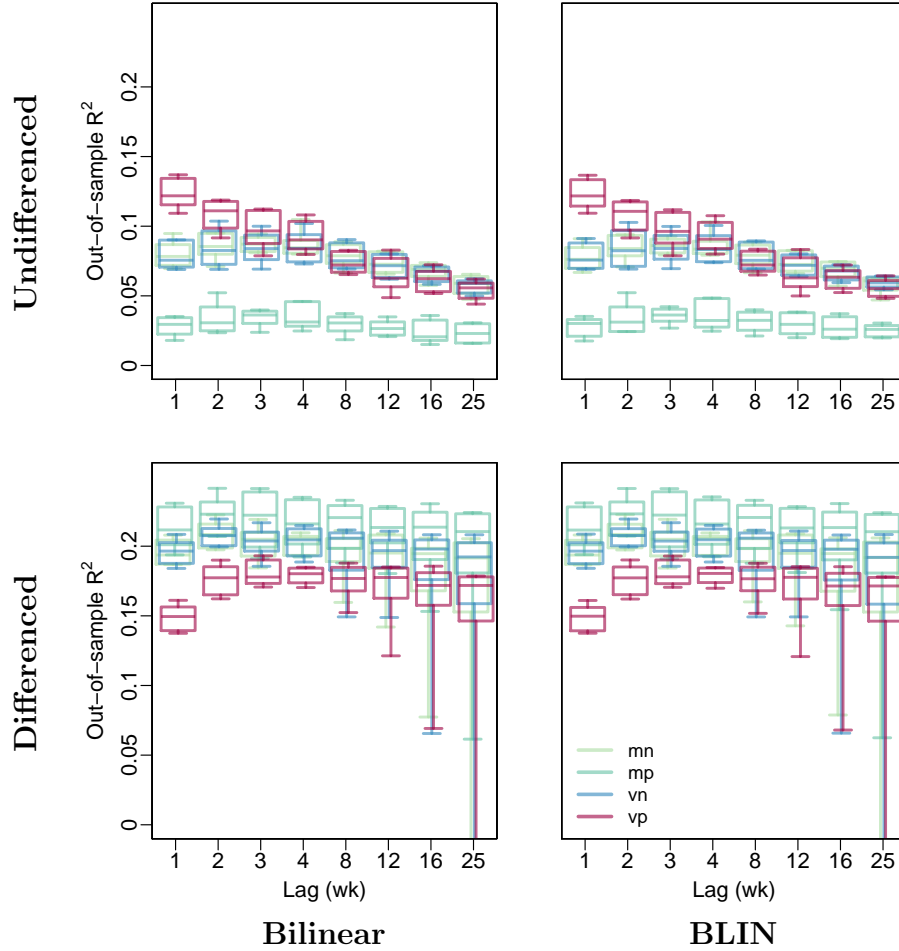 Undifferenced
Out−of−sample R²
0.2
0.15
0.1
0.05
0
1 2 3 4 8 12 16 25
1 2 3 4 8 12 16 25
Differenced
Out−of−sample R²
0.2
0.15
0.1
0.05
0
mn
mp
vn
vp
1 2 3 4 8 12 16 25
1 2 3 4 8 12 16 25
Lag (wk)
Lag (wk)
Bilinear
BLIN